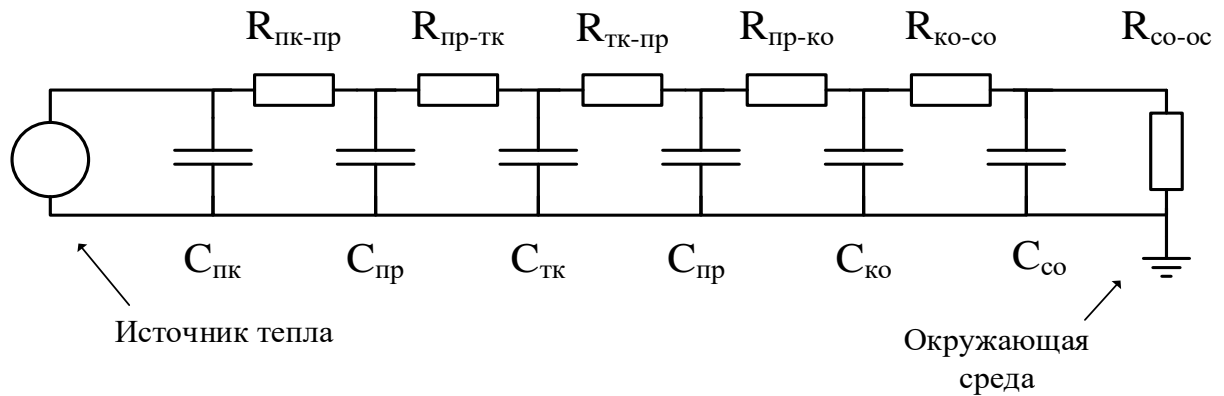 Rпк-пр Rпр-тк Rтк-пр Rпр-ко Rко-со Rсо-ос
Cпк Cпр Cтк Cпр Cко Cсо
Источник тепла
Окружающая
среда